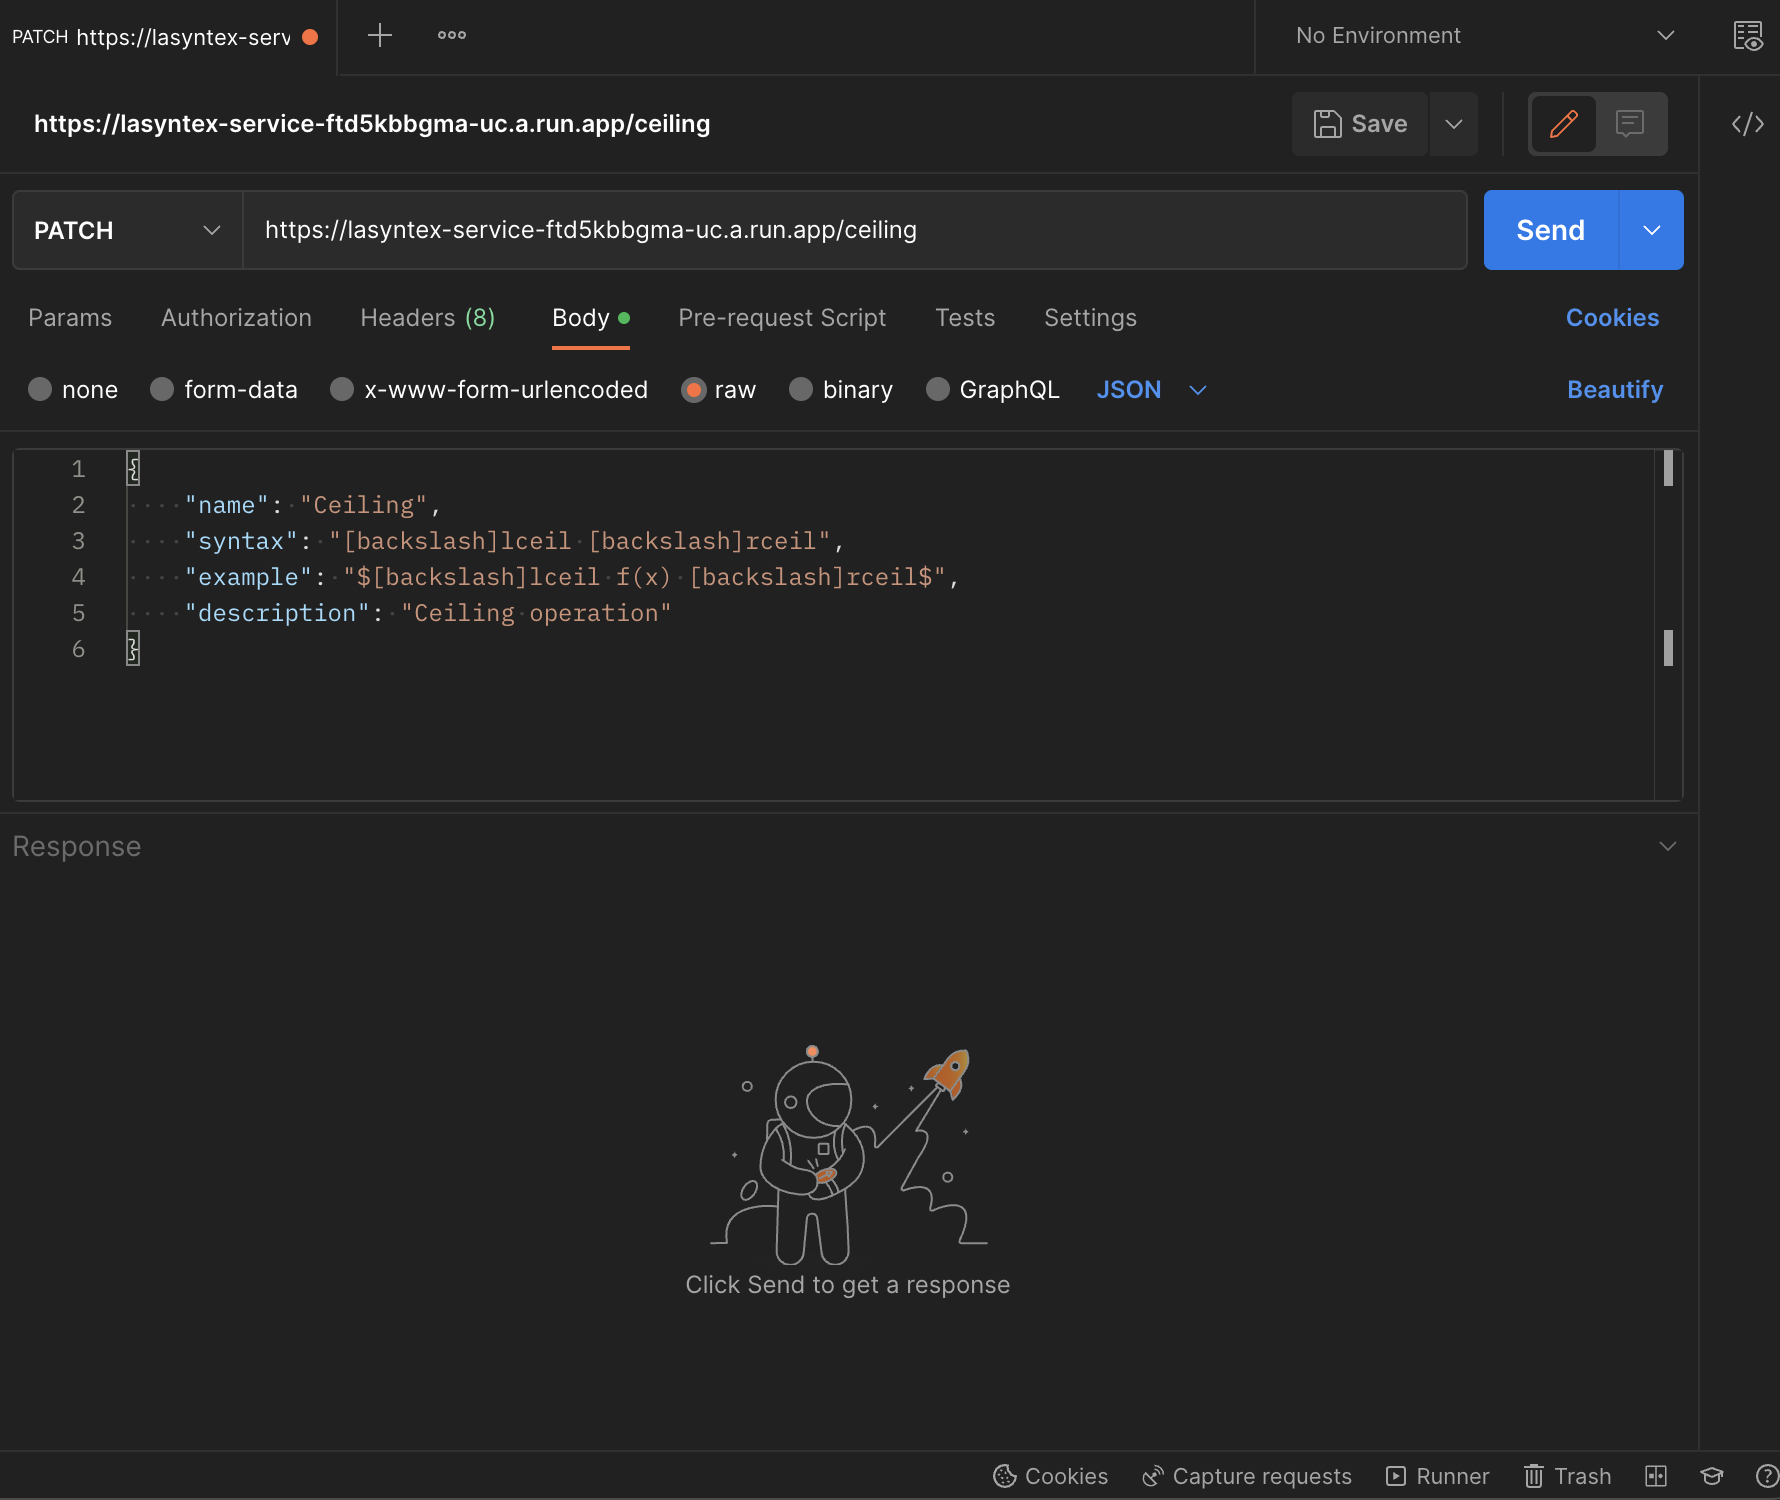 PATCH https://lasyntex-serv
No Environment
https://lasyntex-service-ftd5kbbgma-uc.a.run.app/ceiling
Save
PATCH https://lasyntex-service-ftd5kbbgma-uc.a.run.app/ceiling Send
Params Authorization Headers (8) Body Pre-request Script Tests Settings Cookies
none form-data x-www-form-urlencoded raw binary GraphQL JSON Beautify
1 {
2 "name": "Ceiling",
3 "syntax": "[backslash]lceil [backslash]rceil",
4 "example": "$[backslash]lceil f(x) [backslash]rceil$",
5 "description": "Ceiling operation"
6 }
Response
Click Send to get a response
Cookies Capture requests Runner Trash